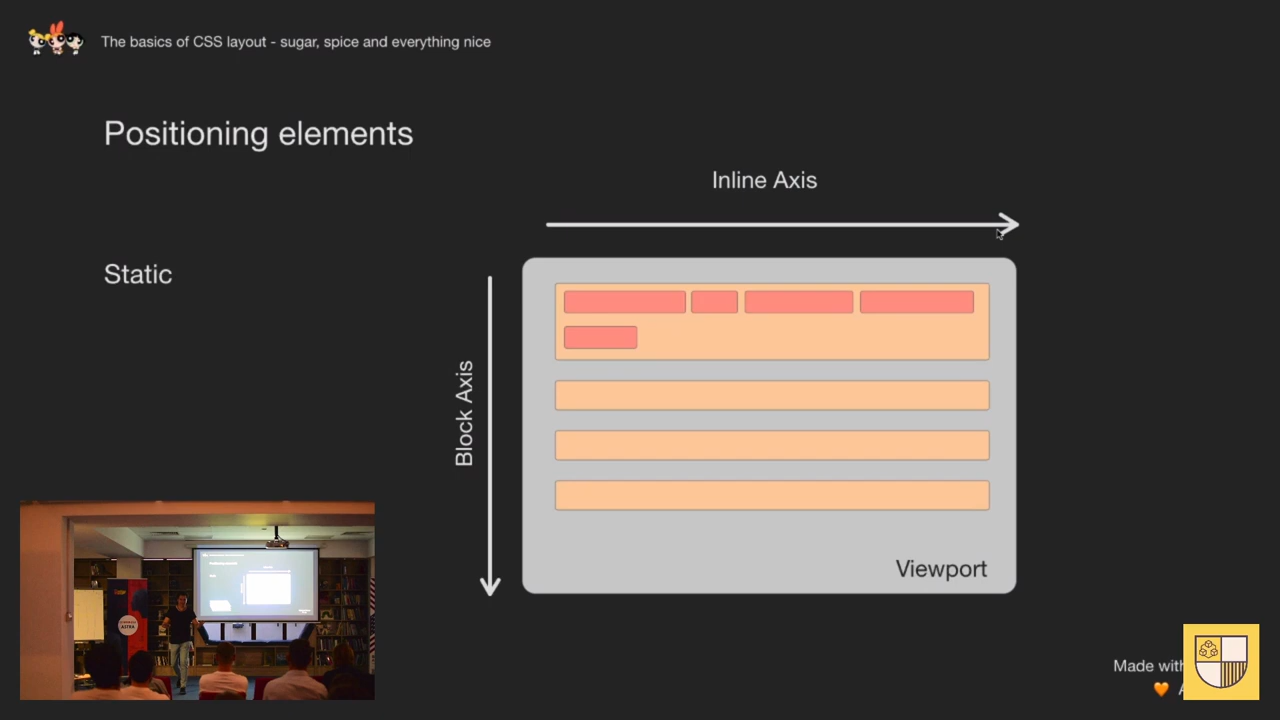 The basics of CSS layout - sugar, spice and everything nice
Positioning elements
Inline Axis
Static
Block Axis
Viewport
Made with
🧡